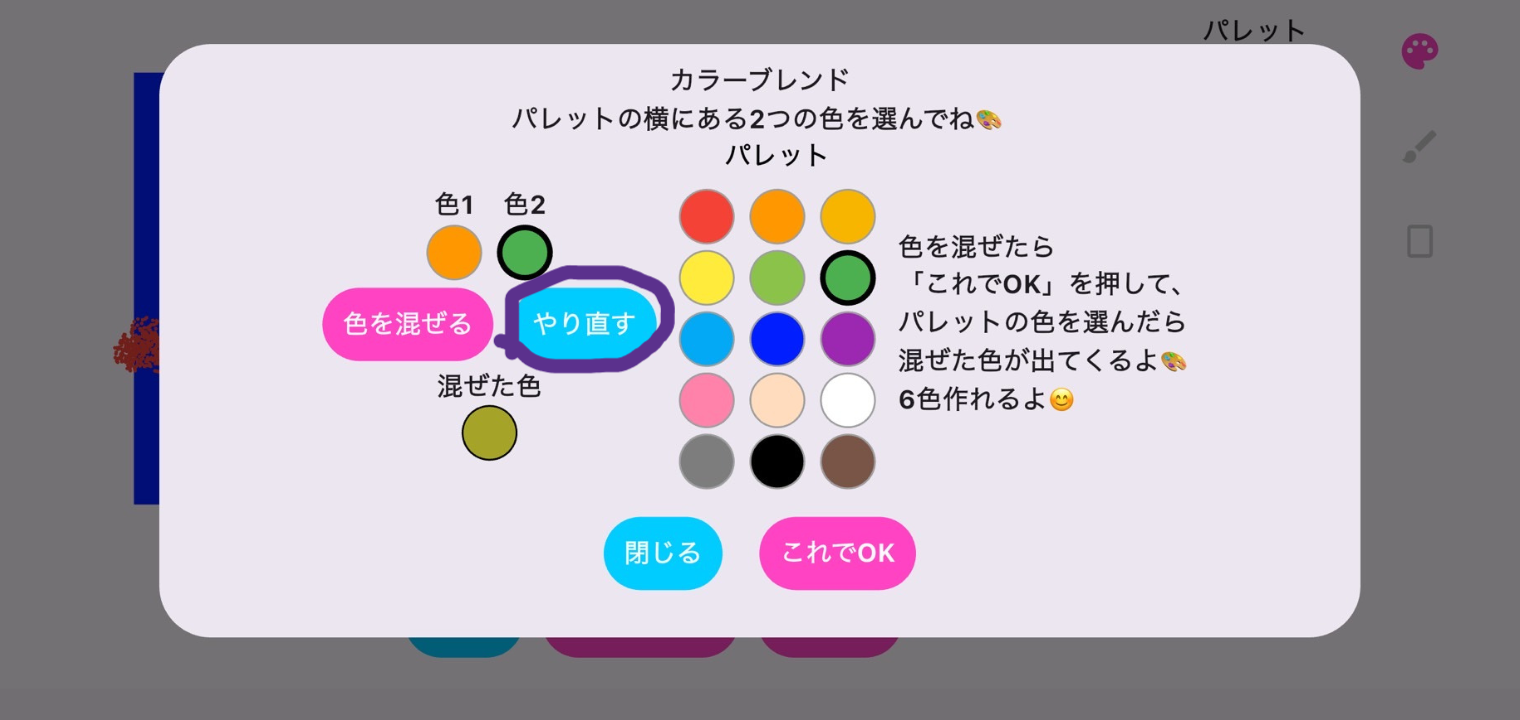 パレット
カラーブレンド
パレットの横にある2つの色を選んでね🎨
パレット
色1 色2
色を混ぜる やり直す
混ぜた色
色を混ぜたら
「これでOK」を押して、
パレットの色を選んだら
混ぜた色が出てくるよ🎨
6色作れるよ😊
閉じる これでOK